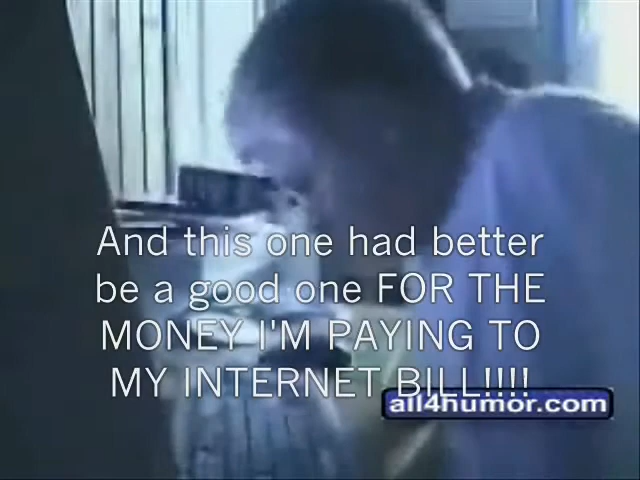 And this one had better
be a good one FOR THE
MONEY I'M PAYING TO
MY INTERNET BILL!!!!
all4humor.com